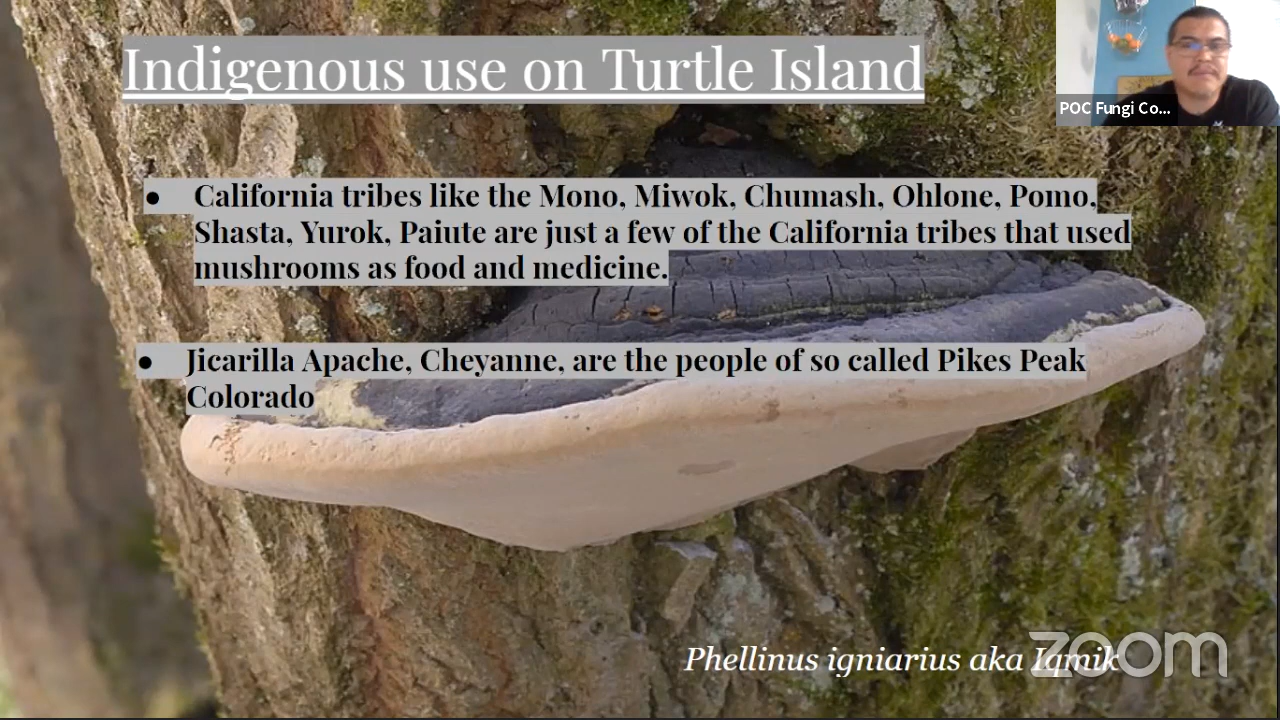 Indigenous use on Turtle Island
POC Fungi Co...
● California tribes like the Mono, Miwok, Chumash, Ohlone, Pomo,
Shasta, Yurok, Paiute are just a few of the California tribes that used
mushrooms as food and medicine.
● Jicarilla Apache, Cheyanne, are the people of so called Pikes Peak
Colorado
Phellinus igniarius aka Iqmik
zoom